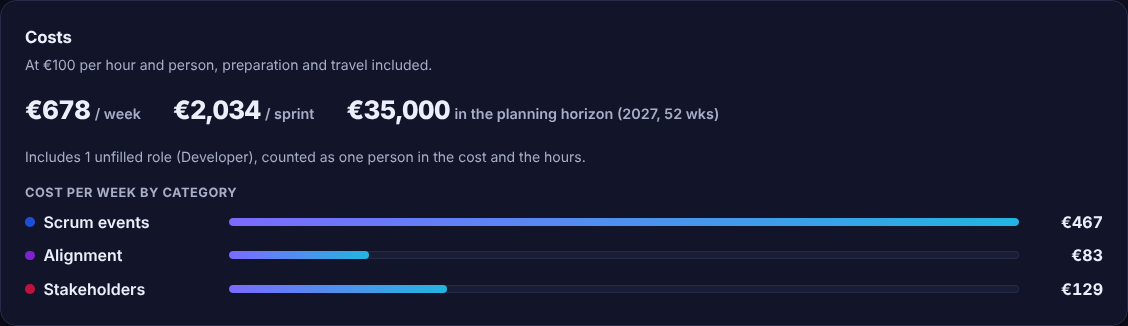 Costs
At €100 per hour and person, preparation and travel included.
€678 / week €2,034 / sprint €35,000 in the planning horizon (2027, 52 wks)
Includes 1 unfilled role (Developer), counted as one person in the cost and the hours.
COST PER WEEK BY CATEGORY
Scrum events €467
Alignment €83
Stakeholders €129